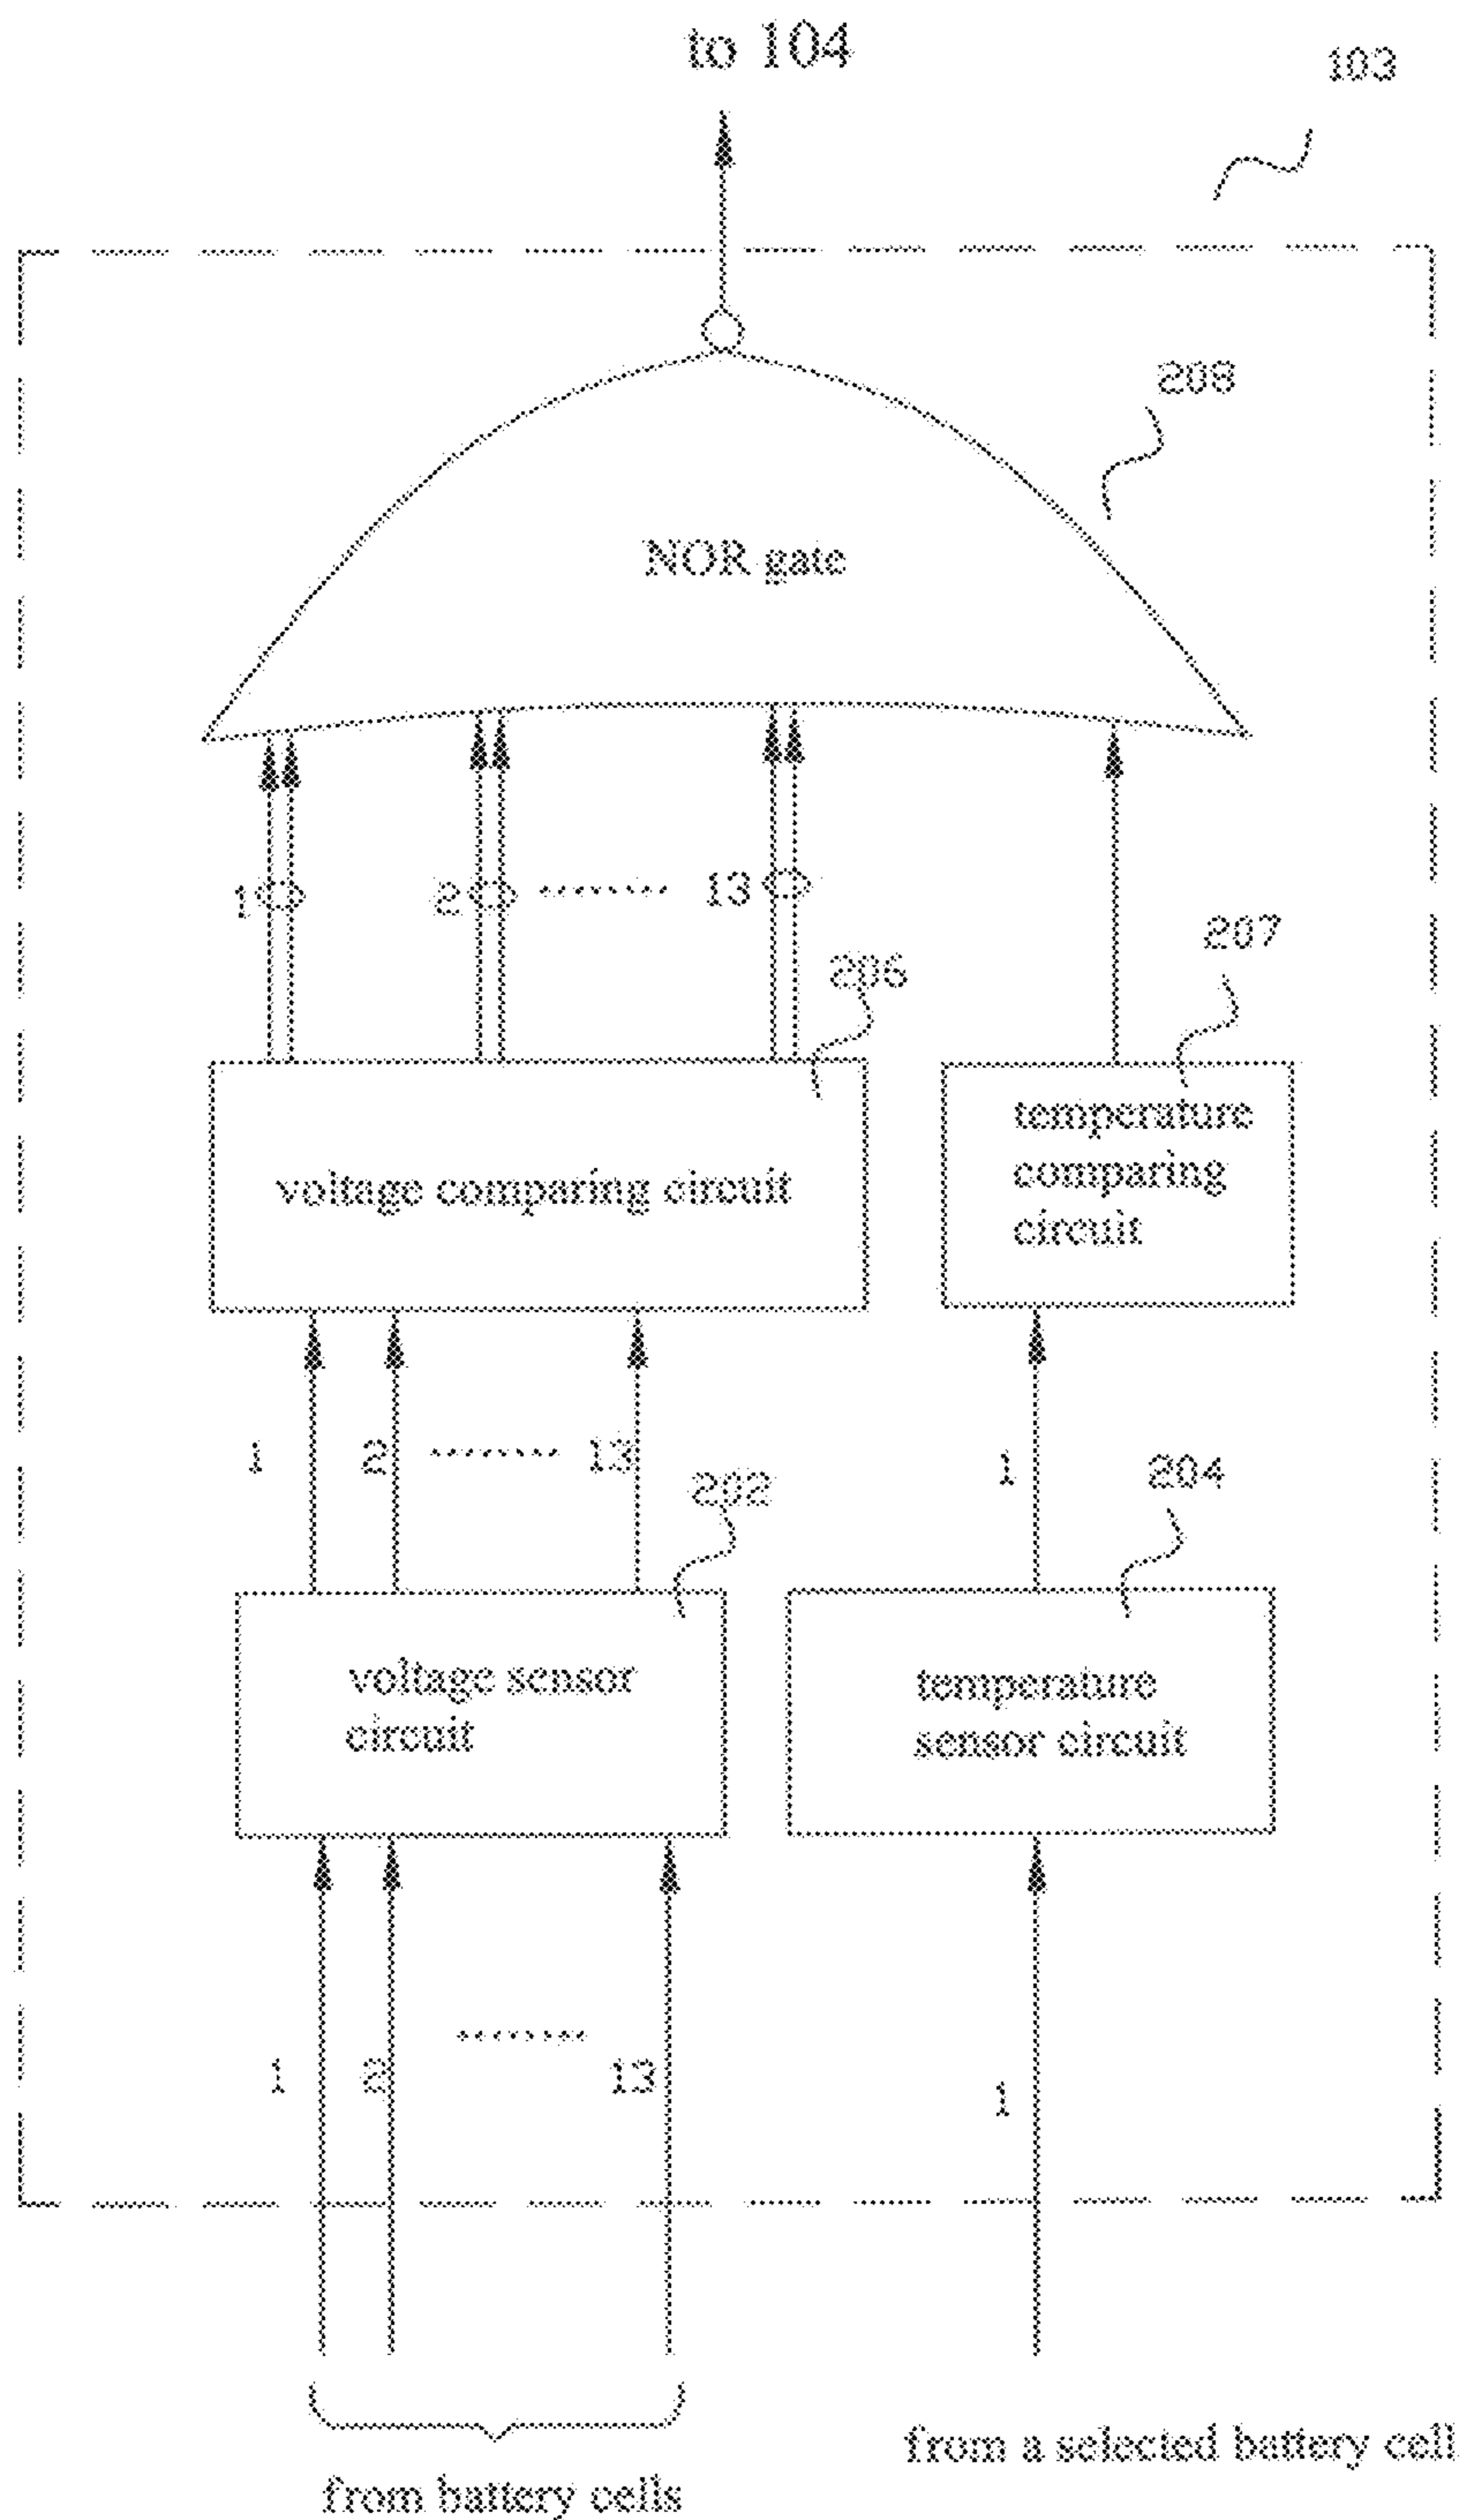 to 104
103
208
NOR gate
1
2
13
206
207
voltage comparing circuit
temperature
comparing
circuit
1
2
13
1
202
204
voltage sensor
circuit
temperature
sensor circuit
1
2
13
1
from battery cells
from a selected battery cell